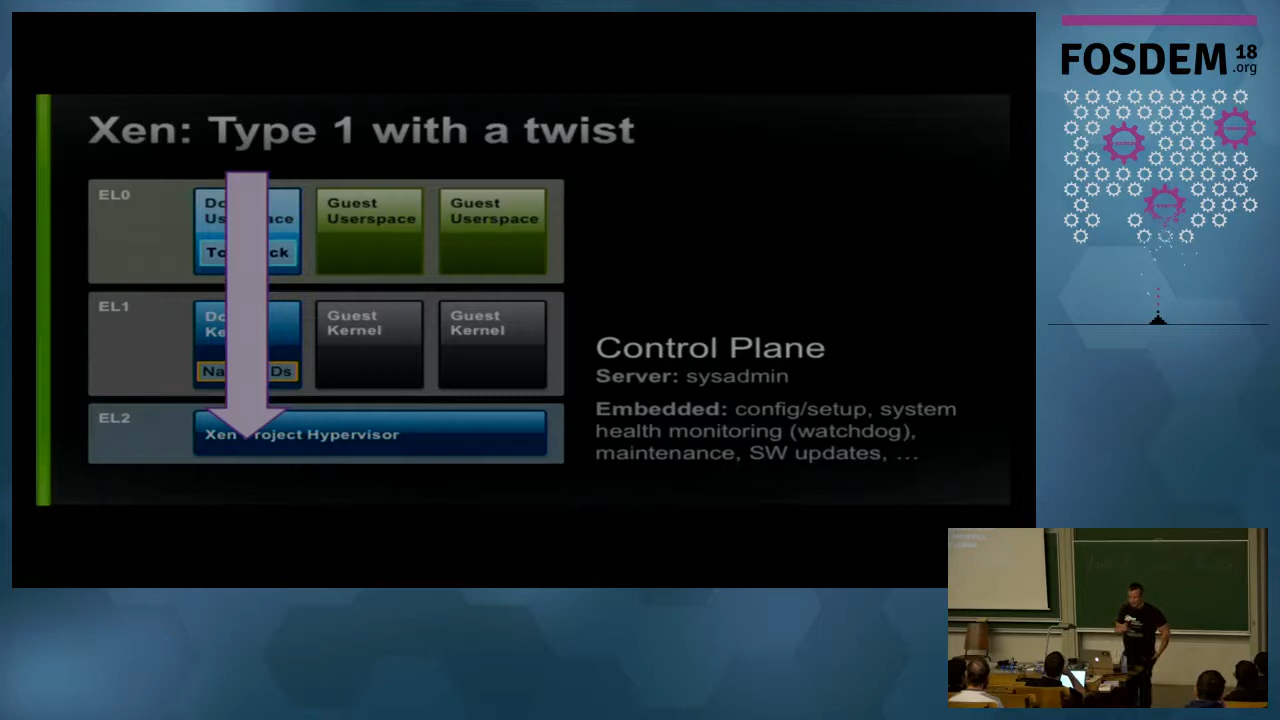 Xen: Type 1 with a twist
EL0
Guest
Userspace
Guest
Userspace
EL1
Guest
Kernel
Guest
Kernel
EL2
Xen Project Hypervisor
Control Plane
Server: sysadmin
Embedded: config/setup, system
health monitoring (watchdog),
maintenance, SW updates, …
FOSDEM 18
.org